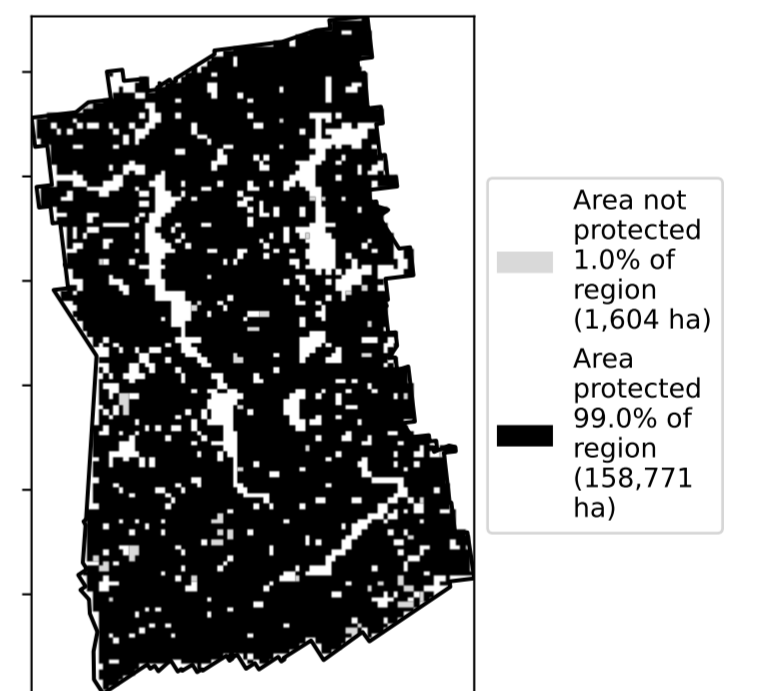 Area not
protected
1.0% of
region
(1,604 ha)
Area
protected
99.0% of
region
(158,771
ha)